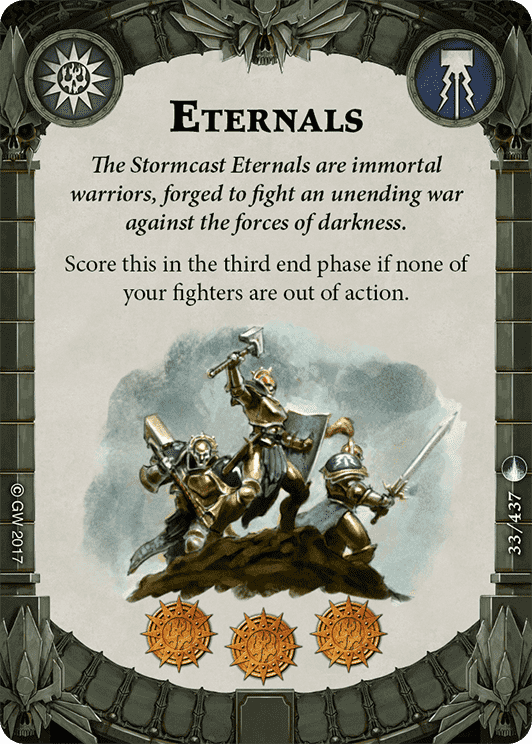 ETERNALS
The Stormcast Eternals are immortal
warriors, forged to fight an unending war
against the forces of darkness.
Score this in the third end phase if none of
your fighters are out of action.
© GW 2017
33/437